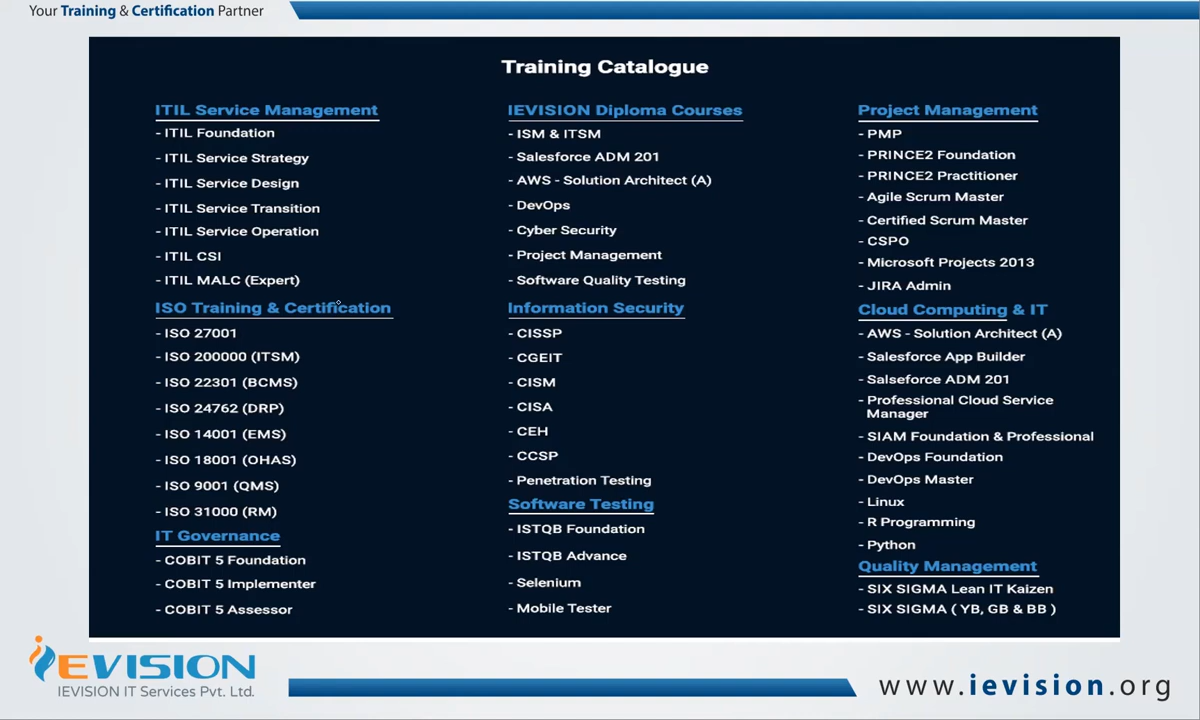 Your Training & Certification Partner
Training Catalogue
ITIL Service Management
- ITIL Foundation
- ITIL Service Strategy
- ITIL Service Design
- ITIL Service Transition
- ITIL Service Operation
- ITIL CSI
- ITIL MALC (Expert)
ISO Training & Certification
- ISO 27001
- ISO 200000 (ITSM)
- ISO 22301 (BCMS)
- ISO 24762 (DRP)
- ISO 14001 (EMS)
- ISO 18001 (OHAS)
- ISO 9001 (QMS)
- ISO 31000 (RM)
IT Governance
- COBIT 5 Foundation
- COBIT 5 Implementer
- COBIT 5 Assessor
IEVISION Diploma Courses
- ISM & ITSM
- Salesforce ADM 201
- AWS - Solution Architect (A)
- DevOps
- Cyber Security
- Project Management
- Software Quality Testing
Information Security
- CISSP
- CGEIT
- CISM
- CISA
- CEH
- CCSP
- Penetration Testing
Software Testing
- ISTQB Foundation
- ISTQB Advance
- Selenium
- Mobile Tester
Project Management
- PMP
- PRINCE2 Foundation
- PRINCE2 Practitioner
- Agile Scrum Master
- Certified Scrum Master
- CSPO
- Microsoft Projects 2013
- JIRA Admin
Cloud Computing & IT
- AWS - Solution Architect (A)
- Salesforce App Builder
- Salseforce ADM 201
- Professional Cloud Service
Manager
- SIAM Foundation & Professional
- DevOps Foundation
- DevOps Master
- Linux
- R Programming
- Python
Quality Management
- SIX SIGMA Lean IT Kaizen
- SIX SIGMA ( YB, GB & BB )
iEVISION
IEVISION IT Services Pvt. Ltd.
www.ievision.org